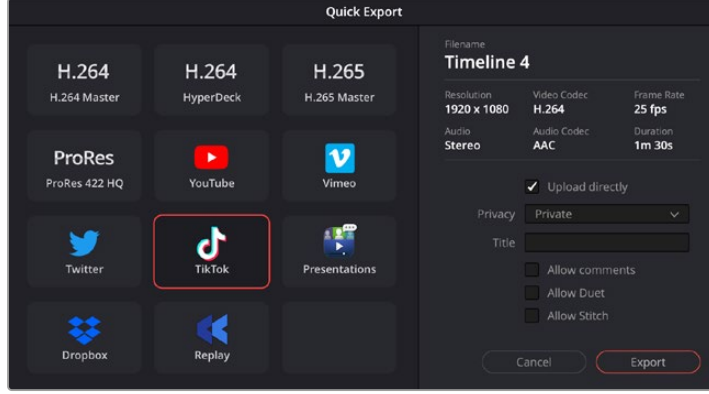 Quick Export
H.264
H.264 Master
H.264
HyperDeck
H.265
H.265 Master
ProRes
ProRes 422 HQ
YouTube
Vimeo
Twitter
TikTok
Presentations
Dropbox
Replay
Filename
Timeline 4
Resolution Video Codec Frame Rate
1920 x 1080 H.264 25 fps
Audio Audio Codec Duration
Stereo AAC 1m 30s
Upload directly
Privacy Private
Title
Allow comments
Allow Duet
Allow Stitch
Cancel Export